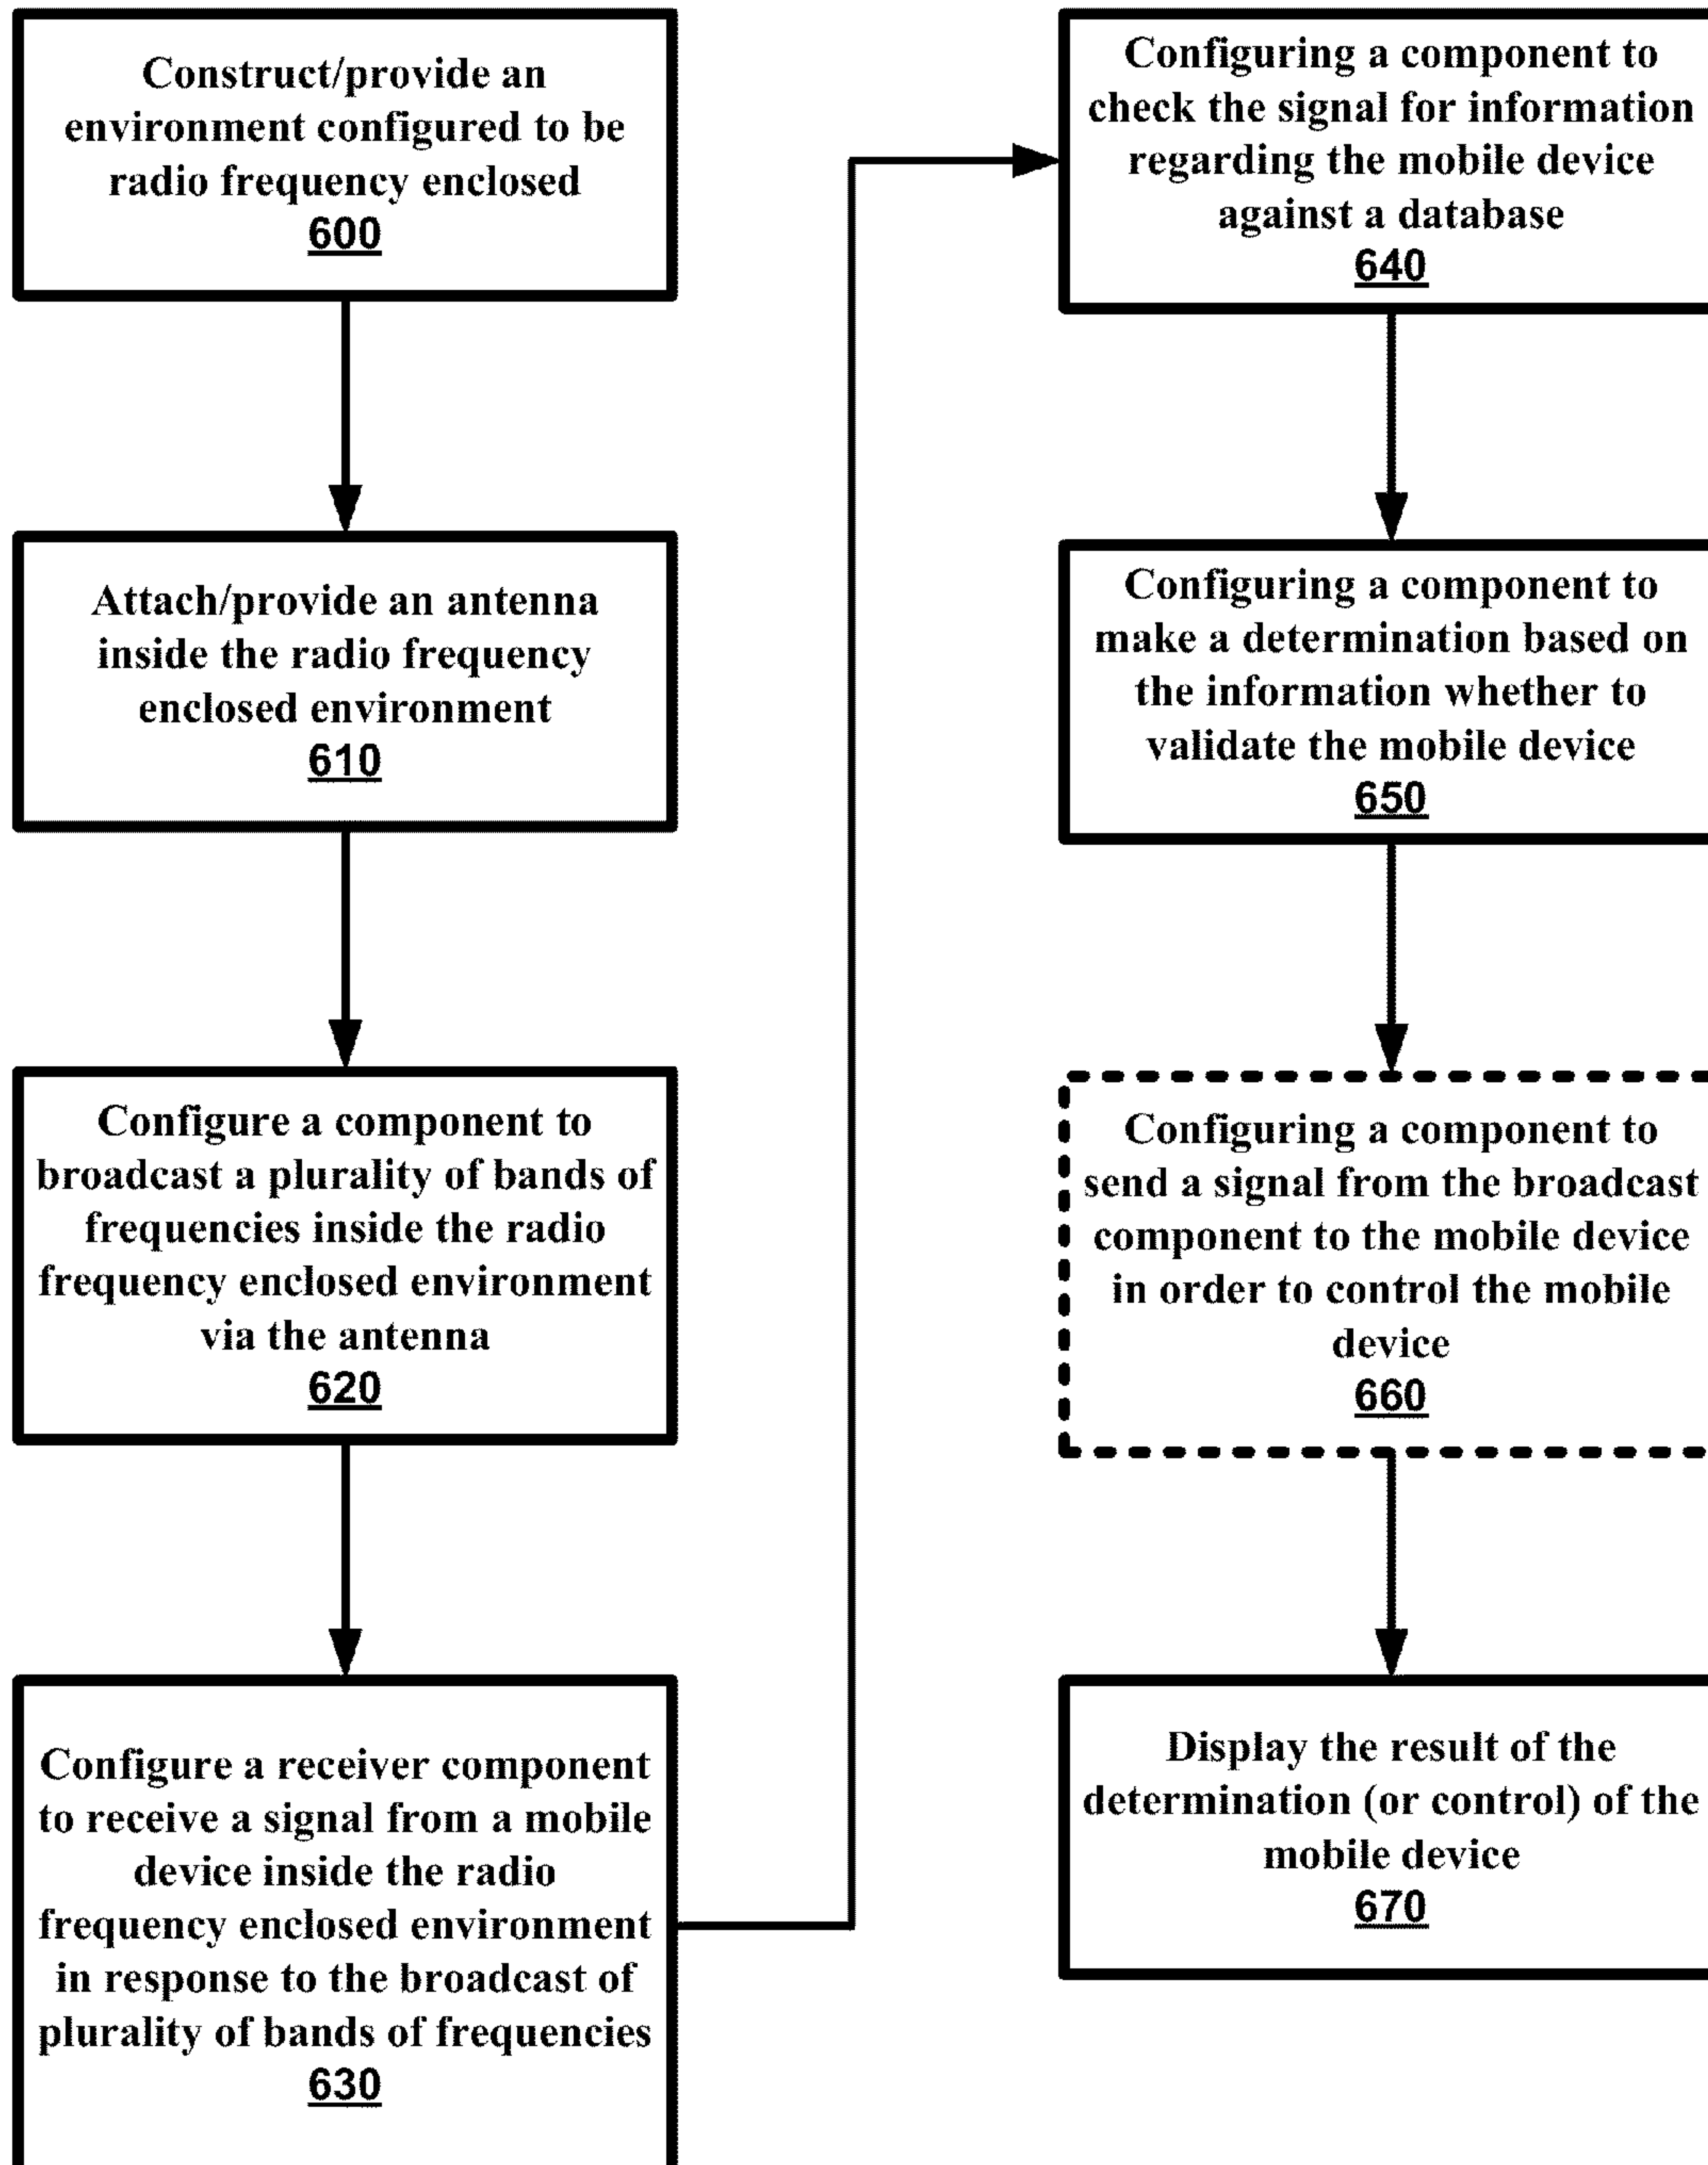 Construct/provide an
environment configured to be
radio frequency enclosed
600
Attach/provide an antenna
inside the radio frequency
enclosed environment
610
Configure a component to
broadcast a plurality of bands of
frequencies inside the radio
frequency enclosed environment
via the antenna
620
Configure a receiver component
to receive a signal from a mobile
device inside the radio
frequency enclosed environment
in response to the broadcast of
plurality of bands of frequencies
630
Configuring a component to
check the signal for information
regarding the mobile device
against a database
640
Configuring a component to
make a determination based on
the information whether to
validate the mobile device
650
Configuring a component to
send a signal from the broadcast
component to the mobile device
in order to control the mobile
device
660
Display the result of the
determination (or control) of the
mobile device
670